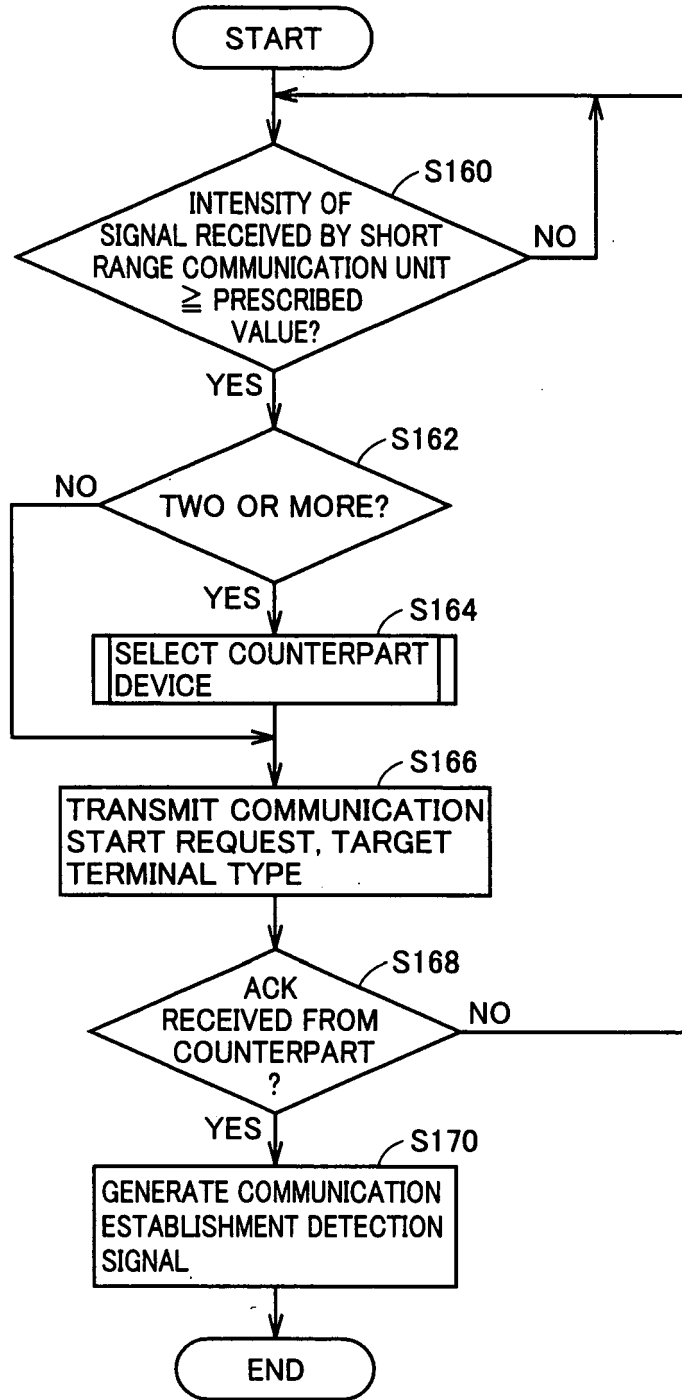 START
S160
INTENSITY OF
SIGNAL RECEIVED BY SHORT
RANGE COMMUNICATION UNIT
≧ PRESCRIBED
VALUE?
NO
YES
S162
NO
TWO OR MORE?
YES
S164
SELECT COUNTERPART
DEVICE
S166
TRANSMIT COMMUNICATION
START REQUEST, TARGET
TERMINAL TYPE
S168
ACK
RECEIVED FROM
COUNTERPART
?
NO
YES
S170
GENERATE COMMUNICATION
ESTABLISHMENT DETECTION
SIGNAL
END